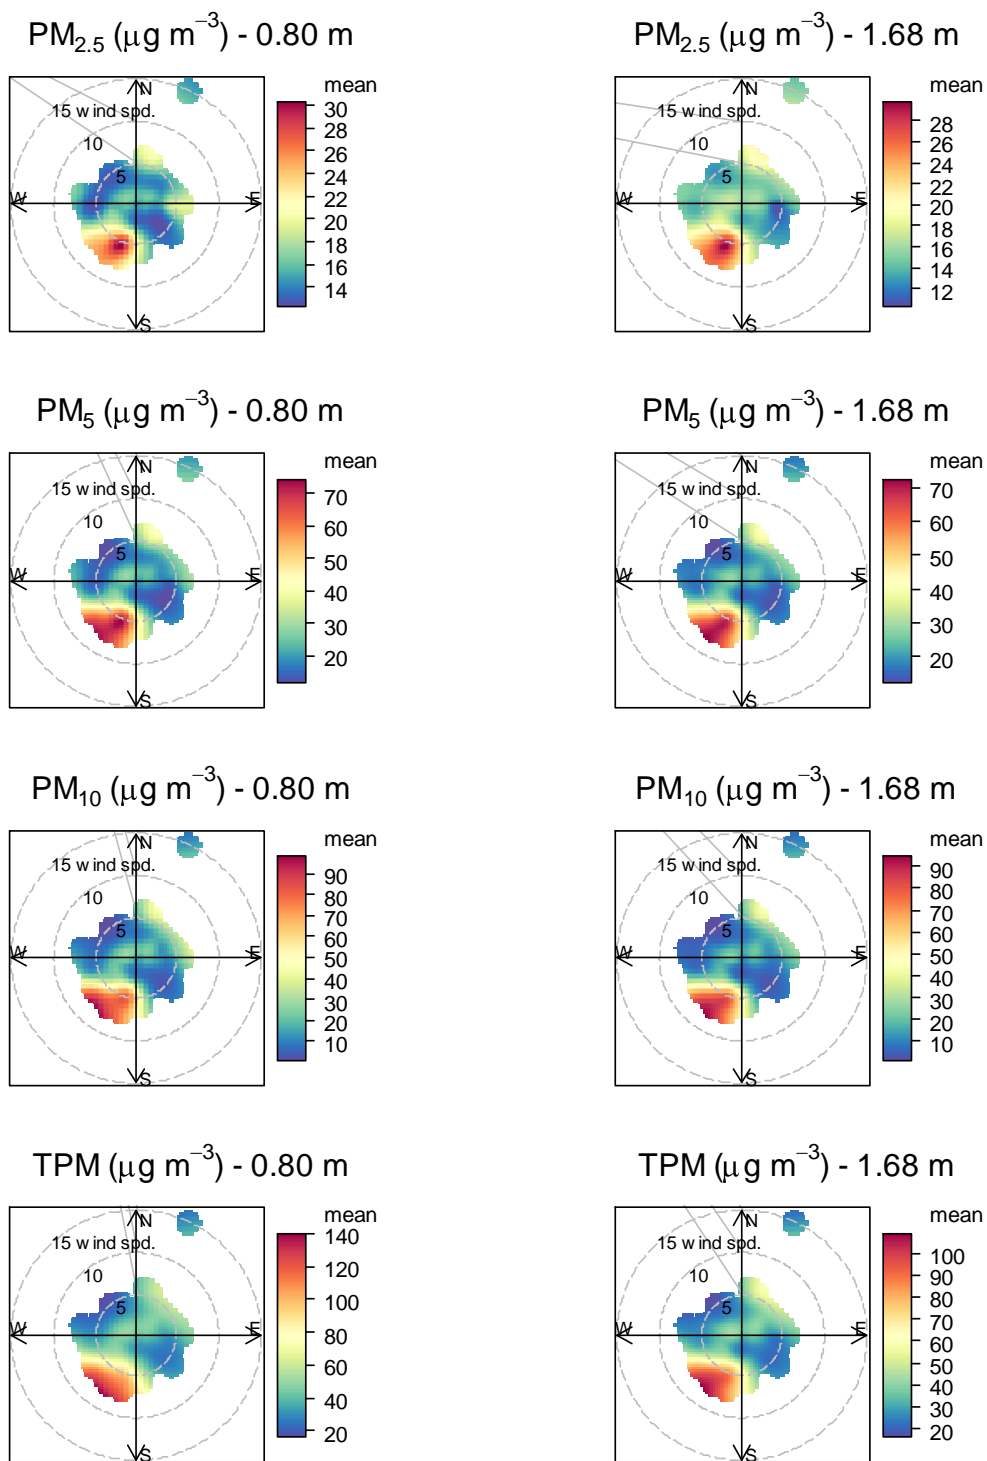 PM2.5 (μg m−3) - 0.80 m
PM2.5 (μg m−3) - 1.68 m
mean
N
15 wind spd.
10
5
W
E
S
30
28
26
24
22
20
18
16
14
mean
N
15 wind spd.
10
5
W
E
S
28
26
24
22
20
18
16
14
12
PM5 (μg m−3) - 0.80 m
PM5 (μg m−3) - 1.68 m
mean
N
15 wind spd.
10
5
W
E
S
70
60
50
40
30
20
mean
N
15 wind spd.
10
5
W
E
S
70
60
50
40
30
20
PM10 (μg m−3) - 0.80 m
PM10 (μg m−3) - 1.68 m
mean
N
15 wind spd.
10
5
W
E
S
90
80
70
60
50
40
30
20
10
mean
N
15 wind spd.
10
5
W
E
S
90
80
70
60
50
40
30
20
10
TPM (μg m−3) - 0.80 m
TPM (μg m−3) - 1.68 m
mean
N
15 wind spd.
10
5
W
E
S
140
120
100
80
60
40
20
mean
N
15 wind spd.
10
5
W
E
S
100
90
80
70
60
50
40
30
20